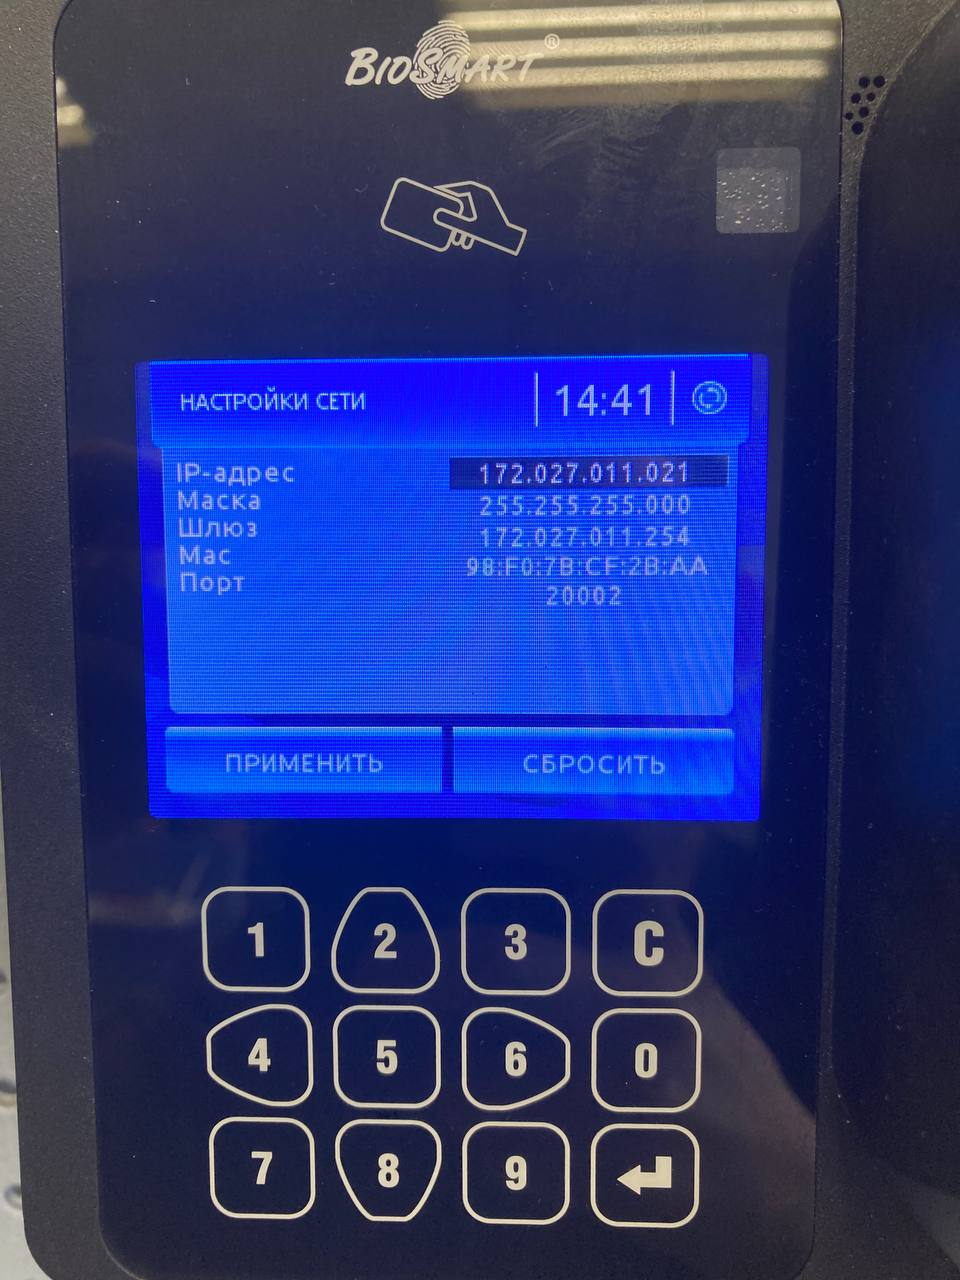 BIOSMART®
НАСТРОЙКИ СЕТИ 14:41
IP-адрес 172.027.011.021
Маска 255.255.255.000
Шлюз 172.027.011.254
Mac 98:F0:7B:CF:2B:AA
Порт 20002
ПРИМЕНИТЬ СБРОСИТЬ
1 2 3 C
4 5 6 0
7 8 9